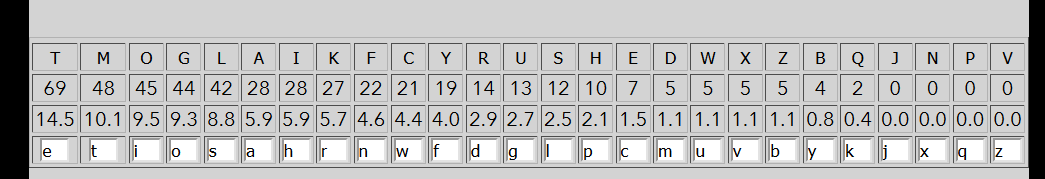 T M O G L A I K F C Y R U S H E D W X Z B Q J N P V
69 48 45 44 42 28 28 27 22 21 19 14 13 12 10 7 5 5 5 5 4 2 0 0 0 0
14.5 10.1 9.5 9.3 8.8 5.9 5.9 5.7 4.6 4.4 4.0 2.9 2.7 2.5 2.1 1.5 1.1 1.1 1.1 1.1 0.8 0.4 0.0 0.0 0.0 0.0
e t i o s a h r n w f d g l p c m u v b y k j x q z